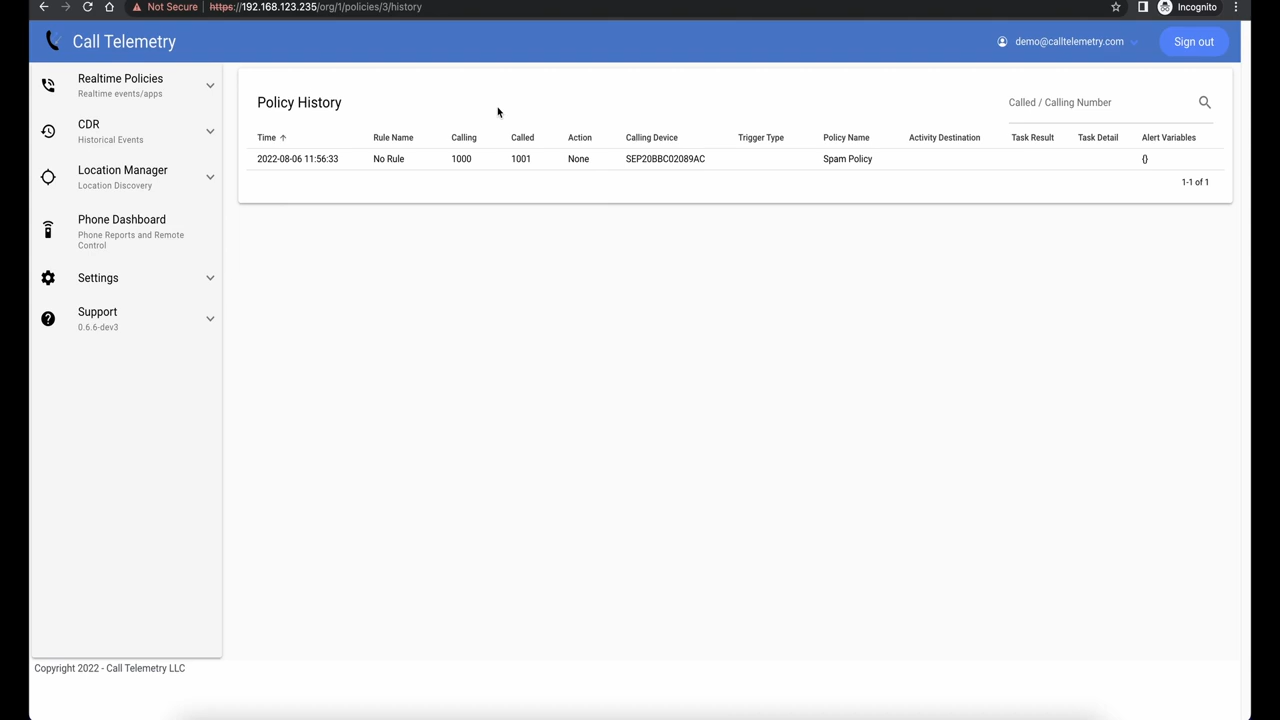 Not Secure https://192.168.123.235/org/1/policies/3/history
Incognito
Call Telemetry
demo@calltelemetry.com
Sign out
Realtime Policies
Realtime events/apps
CDR
Historical Events
Location Manager
Location Discovery
Phone Dashboard
Phone Reports and Remote
Control
Settings
Support
0.6.6-dev3
Policy History
Called / Calling Number
Time Rule Name Calling Called Action Calling Device Trigger Type Policy Name Activity Destination Task Result Task Detail Alert Variables
2022-08-06 11:56:33 No Rule 1000 1001 None SEP20BBC02089AC Spam Policy {}
1-1 of 1
Copyright 2022 - Call Telemetry LLC